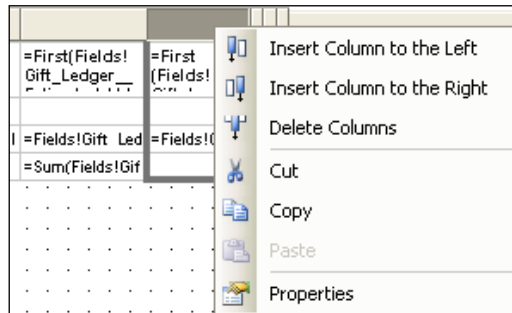 =First(Fields!
Gift_Ledger__
=First
(Fields!
=Fields!Gift_Led
=Fields!G
=Sum(Fields!Gif
Insert Column to the Left
Insert Column to the Right
Delete Columns
Cut
Copy
Paste
Properties